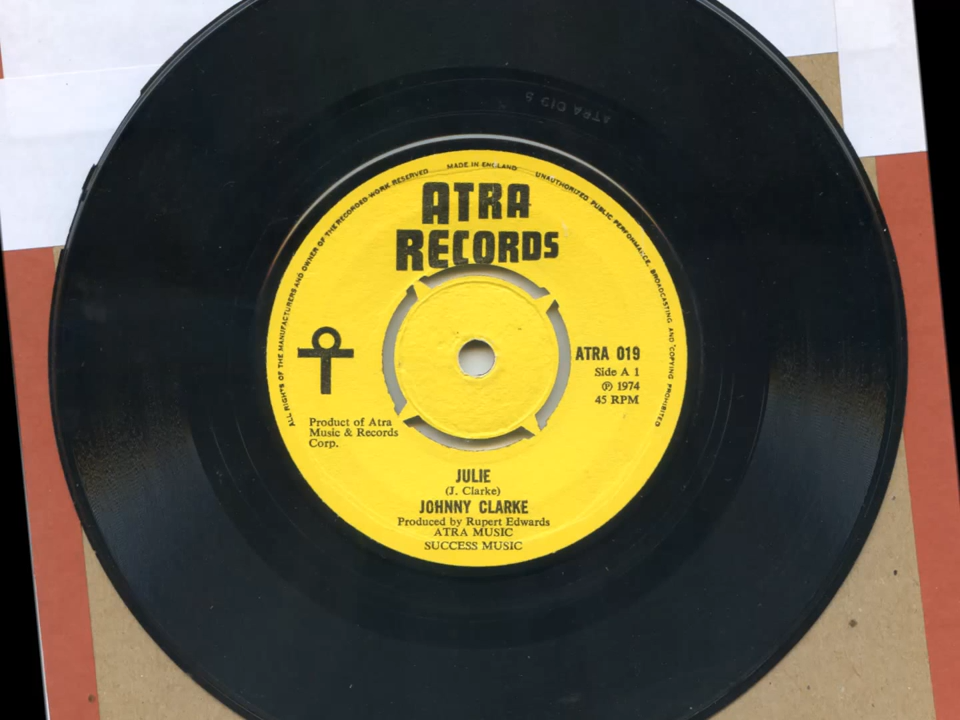 ALL RIGHTS OF THE MANUFACTURERS AND OWNER OF THE RECORDED WORK RESERVED MADE IN ENGLAND UNAUTHORIZED PUBLIC PERFORMANCE, BROADCASTING AND COPYING PROHIBITED
ATRA
RECORDS
ATRA 019
Side A 1
℗ 1974
45 RPM
Product of Atra
Music & Records
Corp.
JULIE
(J. Clarke)
JOHNNY CLARKE
Produced by Rupert Edwards
ATRA MUSIC
SUCCESS MUSIC